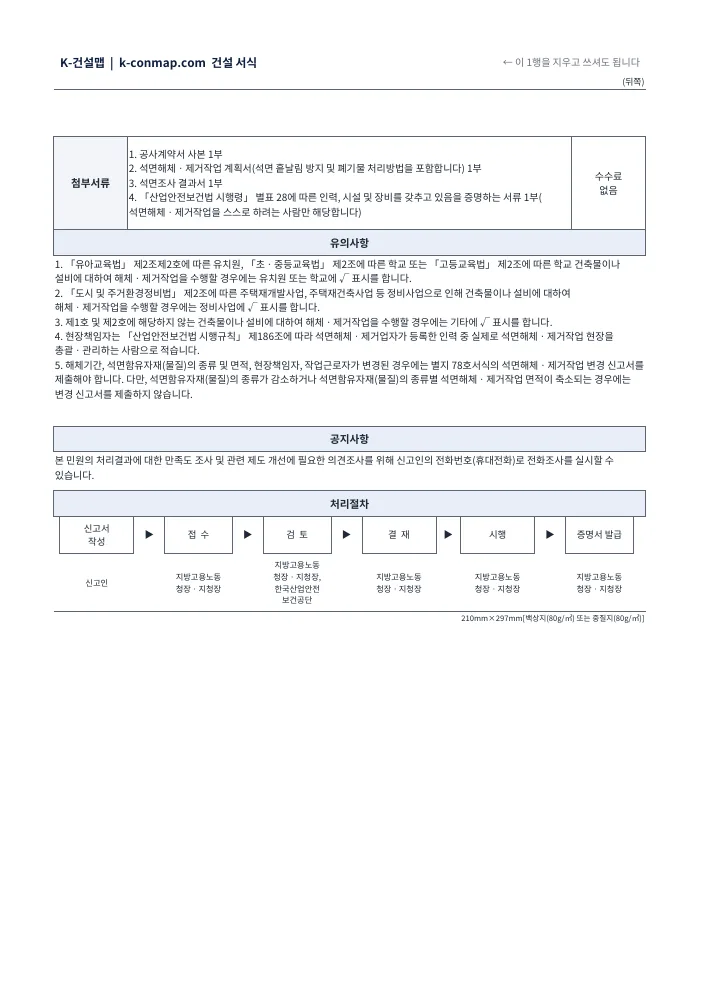 K-건설맵 | k-conmap.com 건설 서식
← 이 1행을 지우고 쓰셔도 됩니다
(뒤쪽)
첨부서류
1. 공사계약서 사본 1부
2. 석면해체ㆍ제거작업 계획서(석면 흩날림 방지 및 폐기물 처리방법을 포함합니다) 1부
3. 석면조사 결과서 1부
4. 「산업안전보건법 시행령」 별표 28에 따른 인력, 시설 및 장비를 갖추고 있음을 증명하는 서류 1부(
석면해체ㆍ제거작업을 스스로 하려는 사람만 해당합니다)
수수료
없음
유의사항
1. 「유아교육법」 제2조제2호에 따른 유치원, 「초ㆍ중등교육법」 제2조에 따른 학교 또는 「고등교육법」 제2조에 따른 학교 건축물이나
설비에 대하여 해체ㆍ제거작업을 수행할 경우에는 유치원 또는 학교에 √ 표시를 합니다.
2. 「도시 및 주거환경정비법」 제2조에 따른 주택재개발사업, 주택재건축사업 등 정비사업으로 인해 건축물이나 설비에 대하여
해체ㆍ제거작업을 수행할 경우에는 정비사업에 √ 표시를 합니다.
3. 제1호 및 제2호에 해당하지 않는 건축물이나 설비에 대하여 해체ㆍ제거작업을 수행할 경우에는 기타에 √ 표시를 합니다.
4. 현장책임자는 「산업안전보건법 시행규칙」 제186조에 따라 석면해체ㆍ제거업자가 등록한 인력 중 실제로 석면해체ㆍ제거작업 현장을
총괄ㆍ관리하는 사람으로 적습니다.
5. 해체기간, 석면함유자재(물질)의 종류 및 면적, 현장책임자, 작업근로자가 변경된 경우에는 별지 78호서식의 석면해체ㆍ제거작업 변경 신고서를
제출해야 합니다. 다만, 석면함유자재(물질)의 종류가 감소하거나 석면함유자재(물질)의 종류별 석면해체ㆍ제거작업 면적이 축소되는 경우에는
변경 신고서를 제출하지 않습니다.
공지사항
본 민원의 처리결과에 대한 만족도 조사 및 관련 제도 개선에 필요한 의견조사를 위해 신고인의 전화번호(휴대전화)로 전화조사를 실시할 수
있습니다.
처리절차
신고서
작성
▶
접 수
▶
검 토
▶
결 재
▶
시행
▶
증명서 발급
신고인
지방고용노동
청장ㆍ지청장
지방고용노동
청장ㆍ지청장,
한국산업안전
보건공단
지방고용노동
청장ㆍ지청장
지방고용노동
청장ㆍ지청장
지방고용노동
청장ㆍ지청장
210mm×297mm[백상지(80g/㎡) 또는 중질지(80g/㎡)]